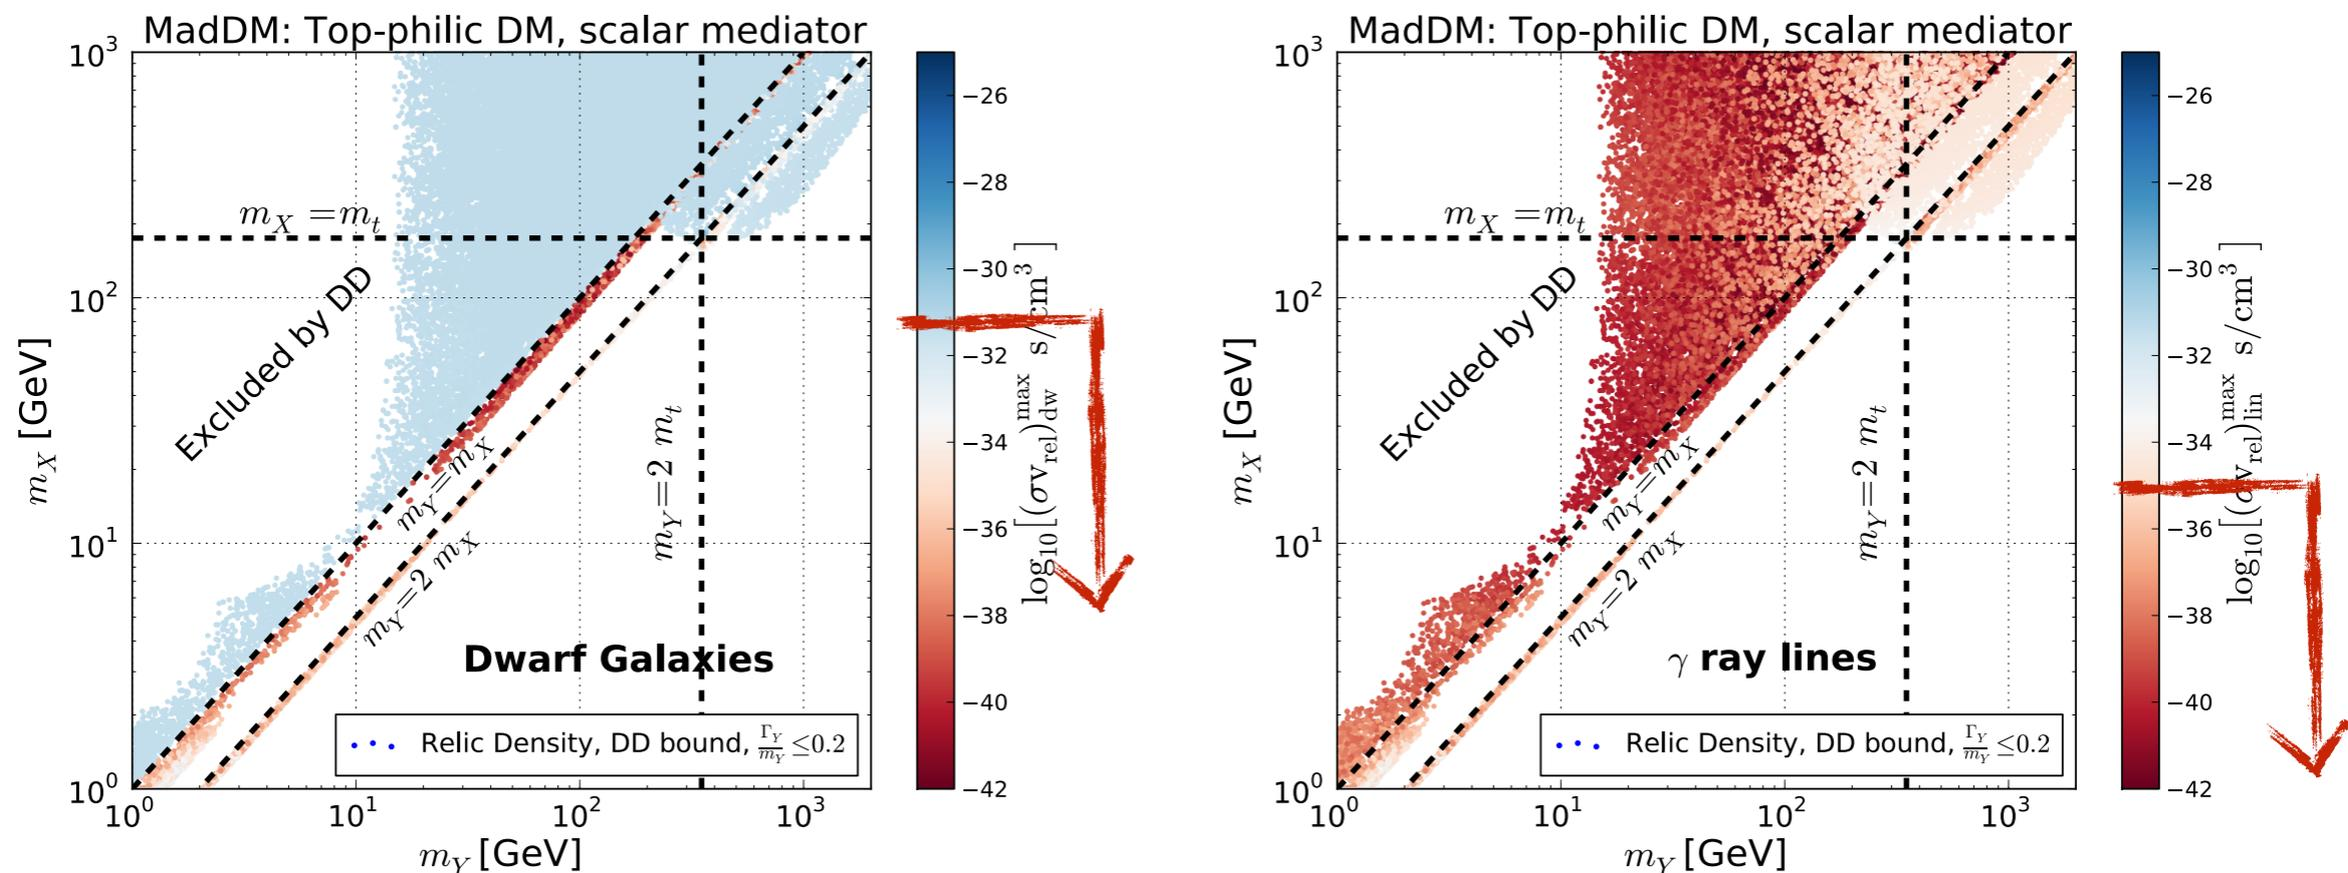 MadDM: Top-philic DM, scalar mediator
10³
10²
10¹
10⁰
m_X [GeV]
m_X = m_t
Excluded by DD
m_Y=m_X
m_Y=2 m_X
m_Y=2 m_t
Dwarf Galaxies
Relic Density, DD bound, Γ_Y/m_Y ≤0.2
10⁰ 10¹ 10² 10³
m_Y [GeV]
−26
−28
−30
−32
−34
−36
−38
−40
−42
log₁₀[(σv_rel)_dw^max s/cm³]
MadDM: Top-philic DM, scalar mediator
10³
10²
10¹
10⁰
m_X [GeV]
m_X = m_t
Excluded by DD
m_Y=m_X
m_Y=2 m_X
m_Y=2 m_t
γ ray lines
Relic Density, DD bound, Γ_Y/m_Y ≤0.2
10⁰ 10¹ 10² 10³
m_Y [GeV]
−26
−28
−30
−32
−34
−36
−38
−40
−42
log₁₀[(σv_rel)_lin^max s/cm³]